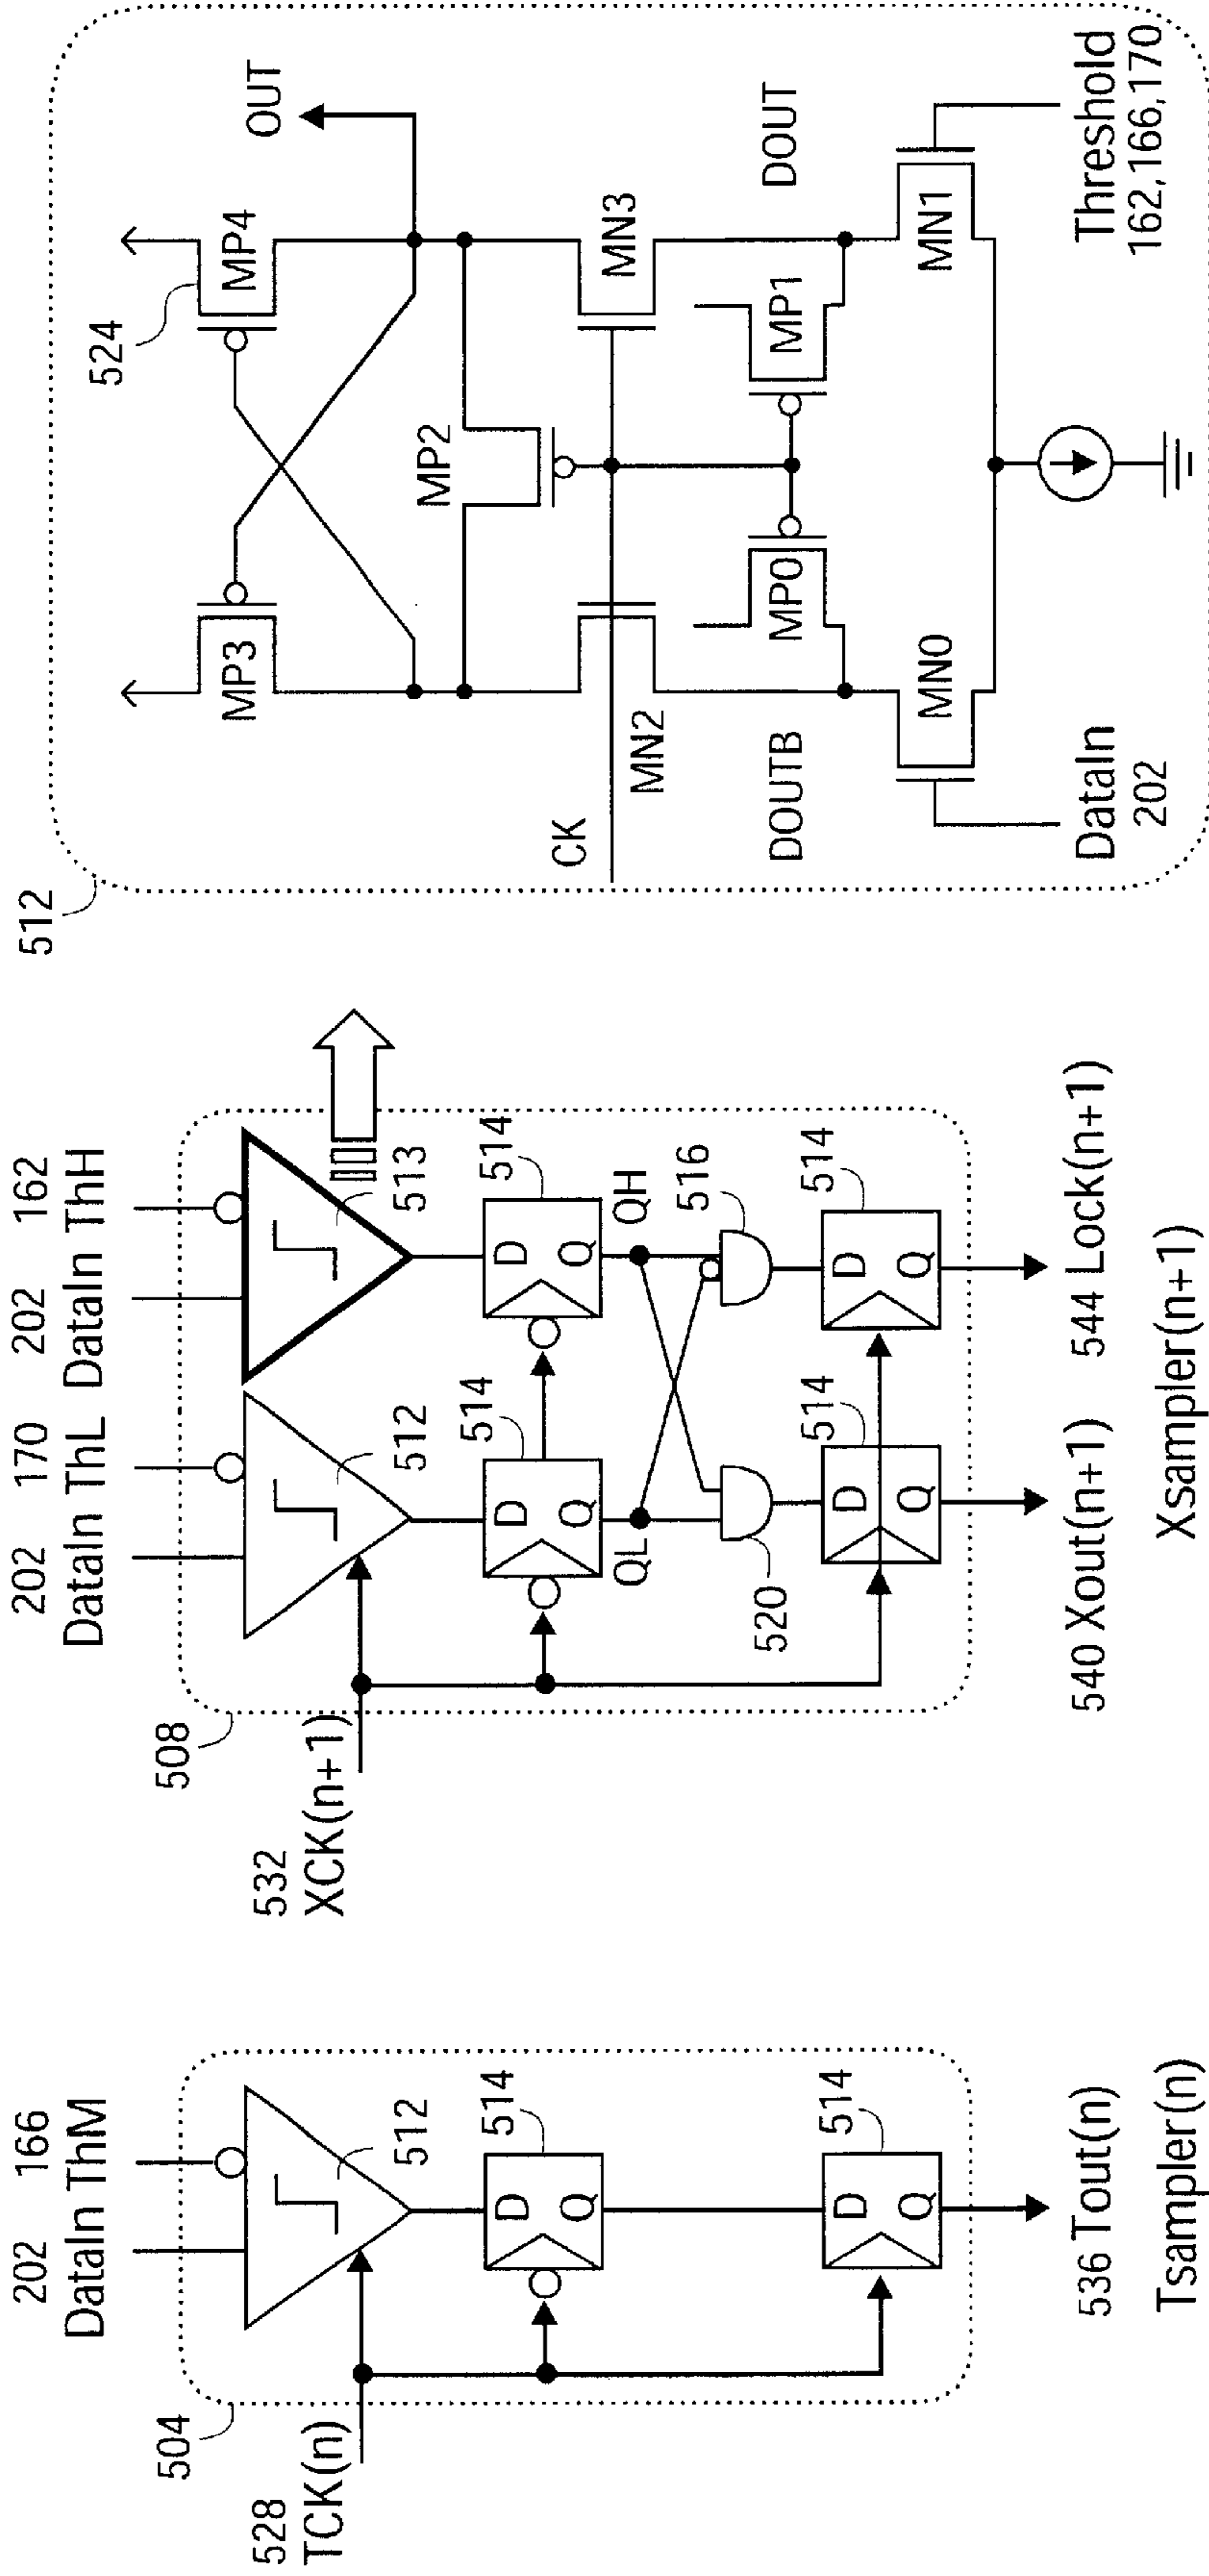 202 166
DataIn ThM
504
528
TCK(n)
512
514
D
Q
514
D
Q
536 Tout(n)
Tsampler(n)
202 170 202 162
DataIn ThL DataIn ThH
508
532
XCK(n+1)
512
513
514
D
Q
514
D
Q
QL
QH
520
516
514
D
Q
514
D
Q
540 Xout(n+1) 544 Lock(n+1)
Xsampler(n+1)
512
524
OUT
MP3
MP4
MP2
CK
MN2
MN3
DOUTB
MP0
MP1
DOUT
MN0
MN1
DataIn
202
Threshold
162,166,170